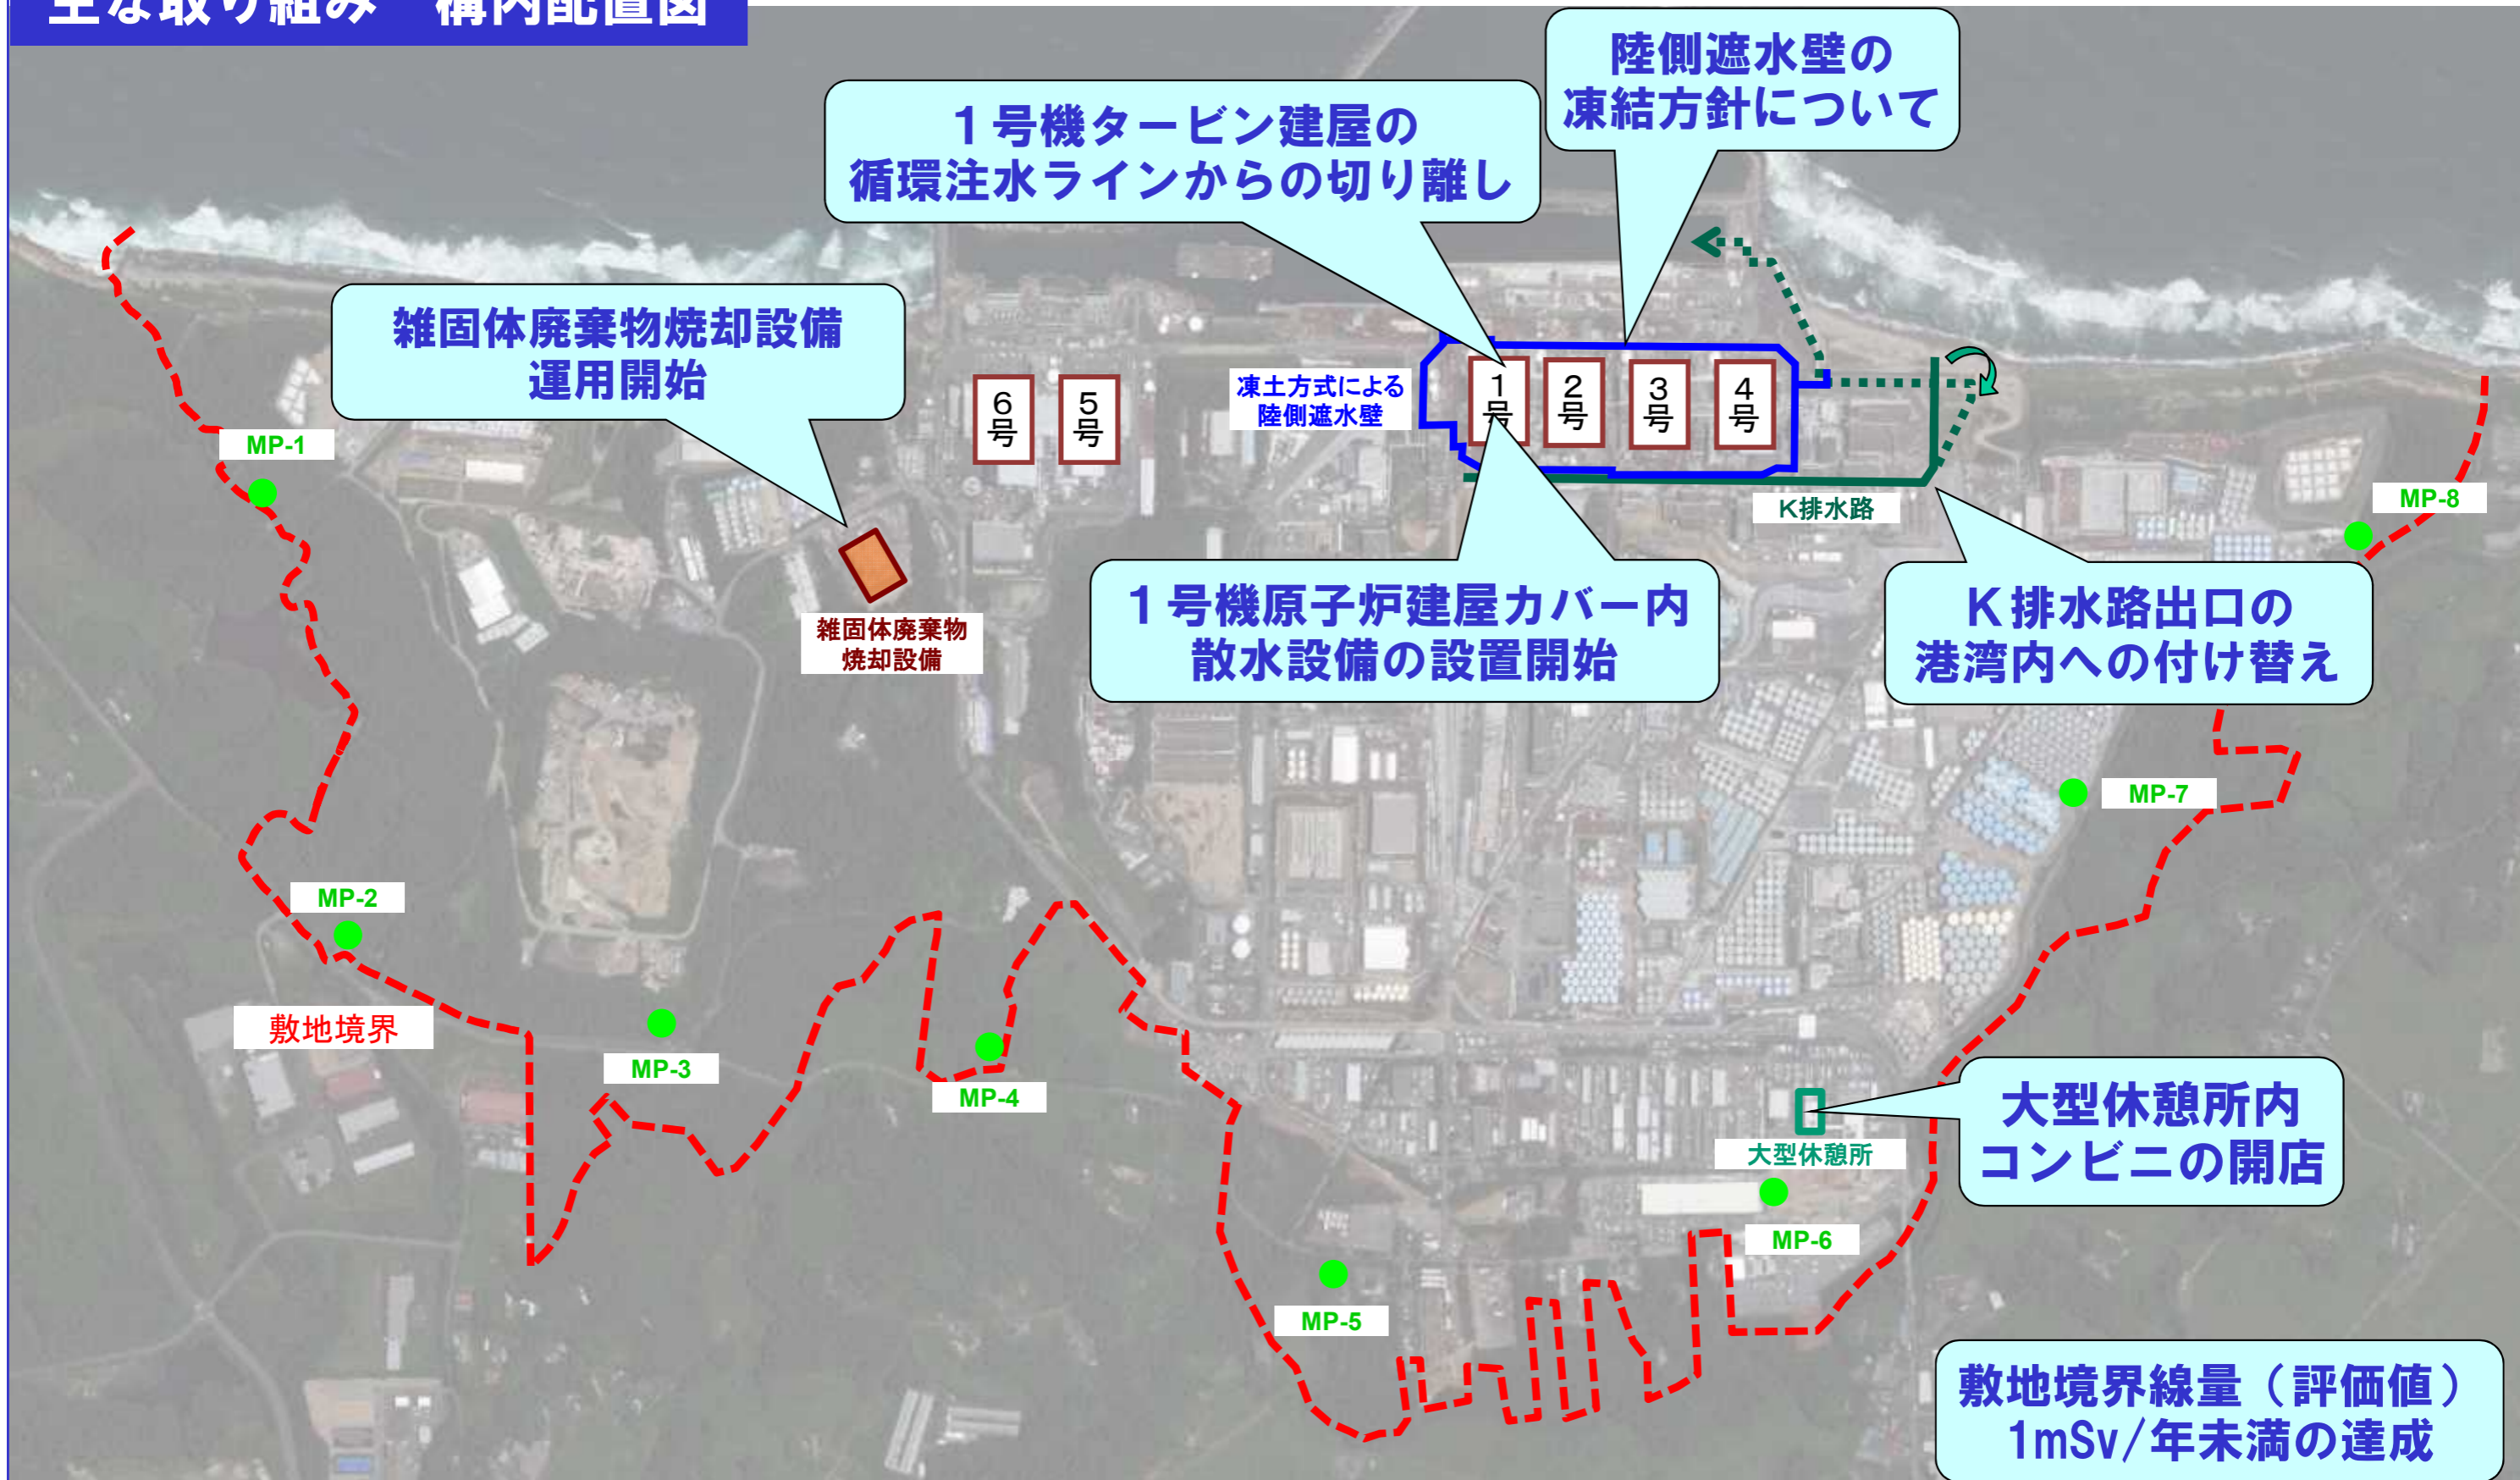 主な取り組み 構内配置図
陸側遮水壁の
凍結方針について
１号機タービン建屋の
循環注水ラインからの切り離し
雑固体廃棄物焼却設備
運用開始
凍土方式による
陸側遮水壁
６号
５号
１号
２号
３号
４号
MP-1
MP-8
K排水路
雑固体廃棄物
焼却設備
１号機原子炉建屋カバー内
散水設備の設置開始
K排水路出口の
港湾内への付け替え
MP-7
MP-2
敷地境界
MP-3
MP-4
大型休憩所内
コンビニの開店
大型休憩所
MP-6
MP-5
敷地境界線量（評価値）
1mSv/年未満の達成